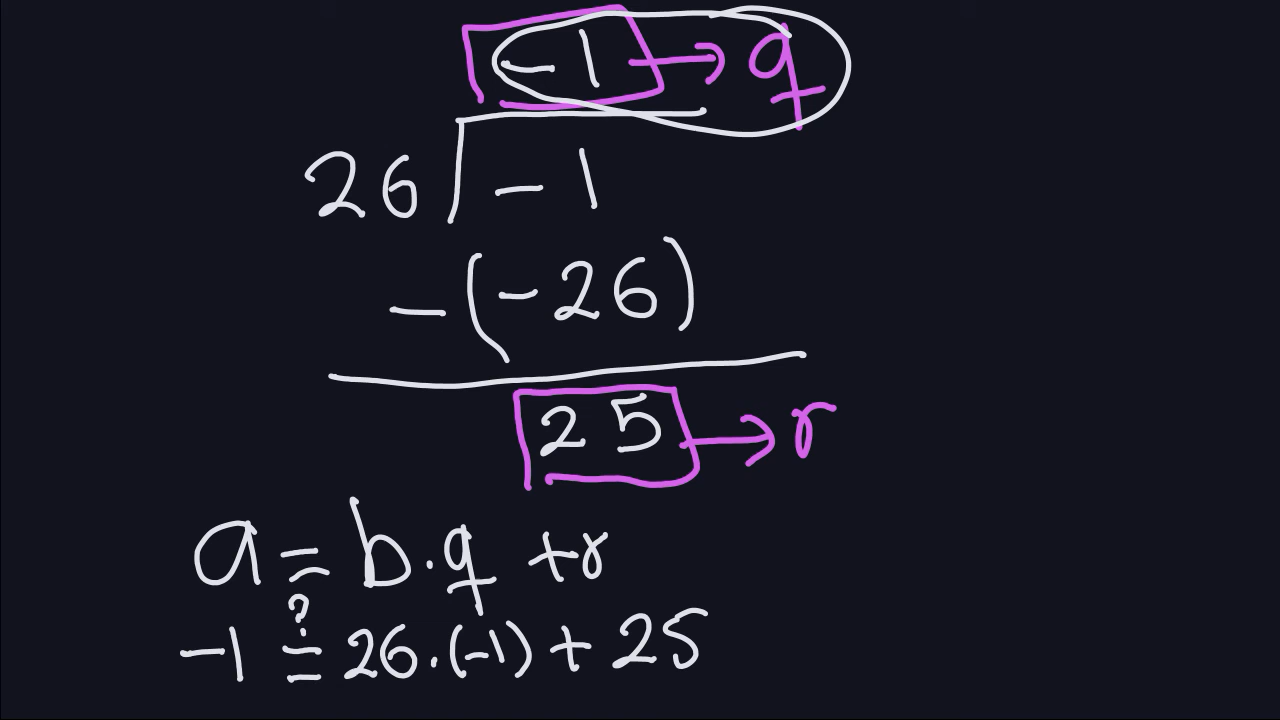 -1 → q
26 -1
-(-26)
25 → r
a = b·q + r
?
-1 = 26·(-1) + 25